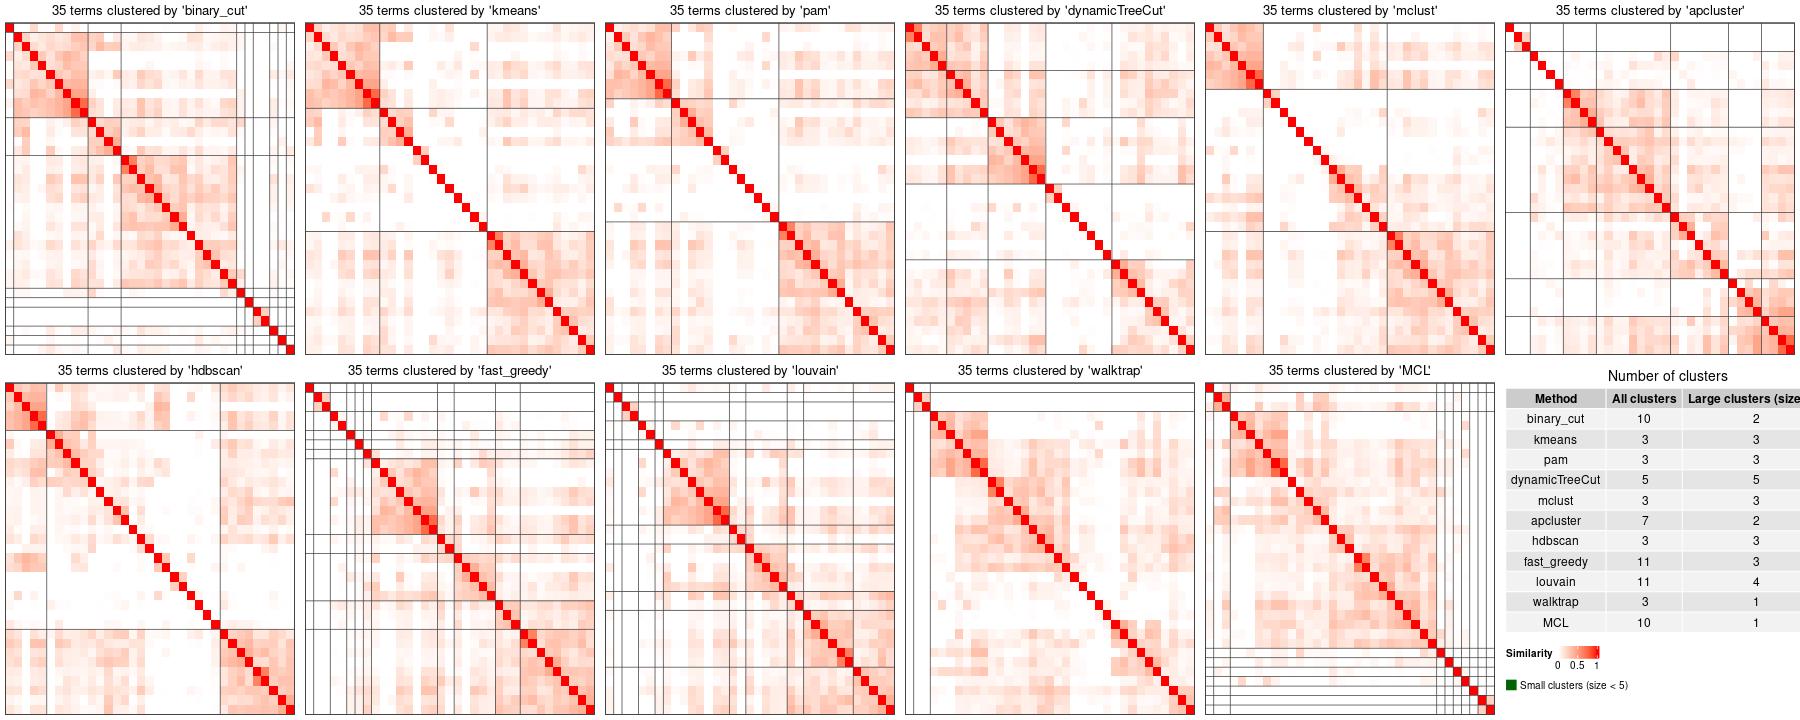 35 terms clustered by 'binary_cut'
35 terms clustered by 'kmeans'
35 terms clustered by 'pam'
35 terms clustered by 'dynamicTreeCut'
35 terms clustered by 'mclust'
35 terms clustered by 'apcluster'
35 terms clustered by 'hdbscan'
35 terms clustered by 'fast_greedy'
35 terms clustered by 'louvain'
35 terms clustered by 'walktrap'
35 terms clustered by 'MCL'
Number of clusters
Method All clusters Large clusters (size
binary_cut 10 2
kmeans 3 3
pam 3 3
dynamicTreeCut 5 5
mclust 3 3
apcluster 7 2
hdbscan 3 3
fast_greedy 11 3
louvain 11 4
walktrap 3 1
MCL 10 1
Similarity
0 0.5 1
Small clusters (size < 5)